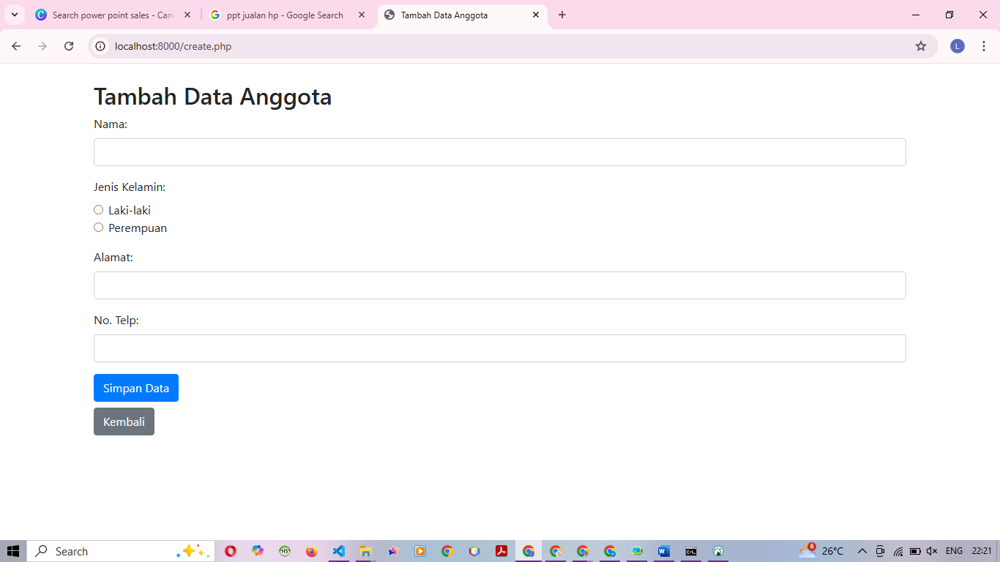 Search power point sales - Can
ppt jualan hp - Google Search
Tambah Data Anggota
localhost:8000/create.php
L
Tambah Data Anggota
Nama:
Jenis Kelamin:
Laki-laki
Perempuan
Alamat:
No. Telp:
Simpan Data
Kembali
Search
6
26°C
ENG
22:21